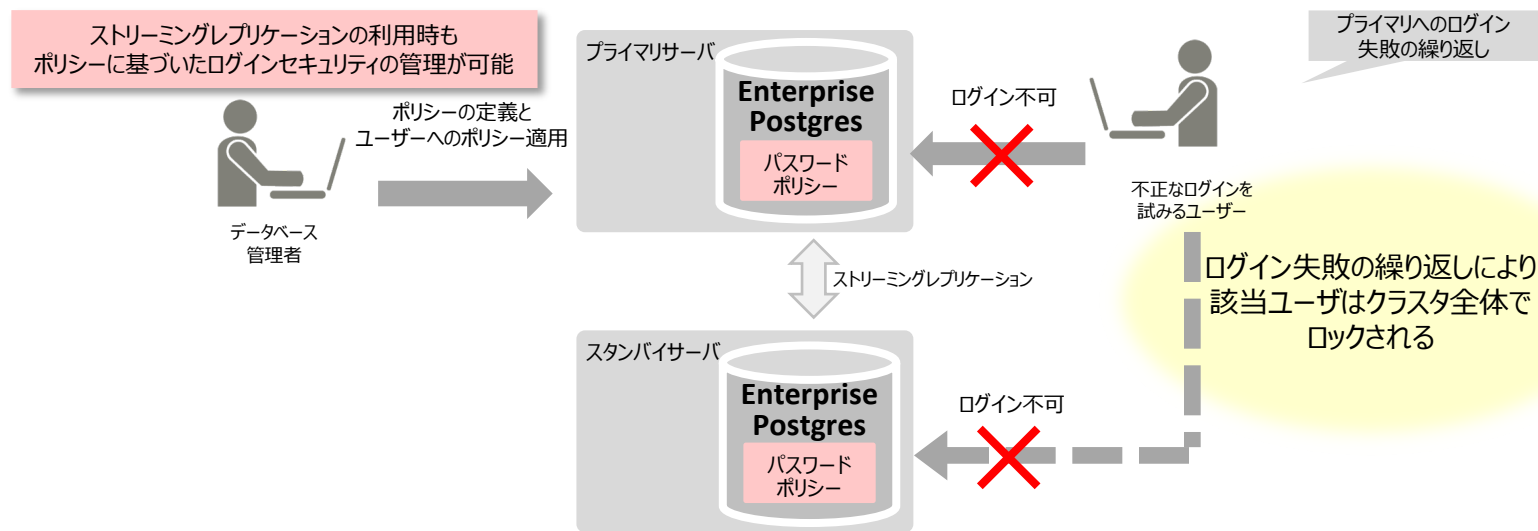 ストリーミングレプリケーションの利用時も
ポリシーに基づいたログインセキュリティの管理が可能
プライマリへのログイン
失敗の繰り返し
プライマリサーバ
Enterprise
Postgres
パスワード
ポリシー
ポリシーの定義と
ユーザーへのポリシー適用
ログイン不可
データベース
管理者
不正なログインを
試みるユーザー
ストリーミングレプリケーション
ログイン失敗の繰り返しにより
該当ユーザはクラスタ全体で
ロックされる
スタンバイサーバ
Enterprise
Postgres
パスワード
ポリシー
ログイン不可